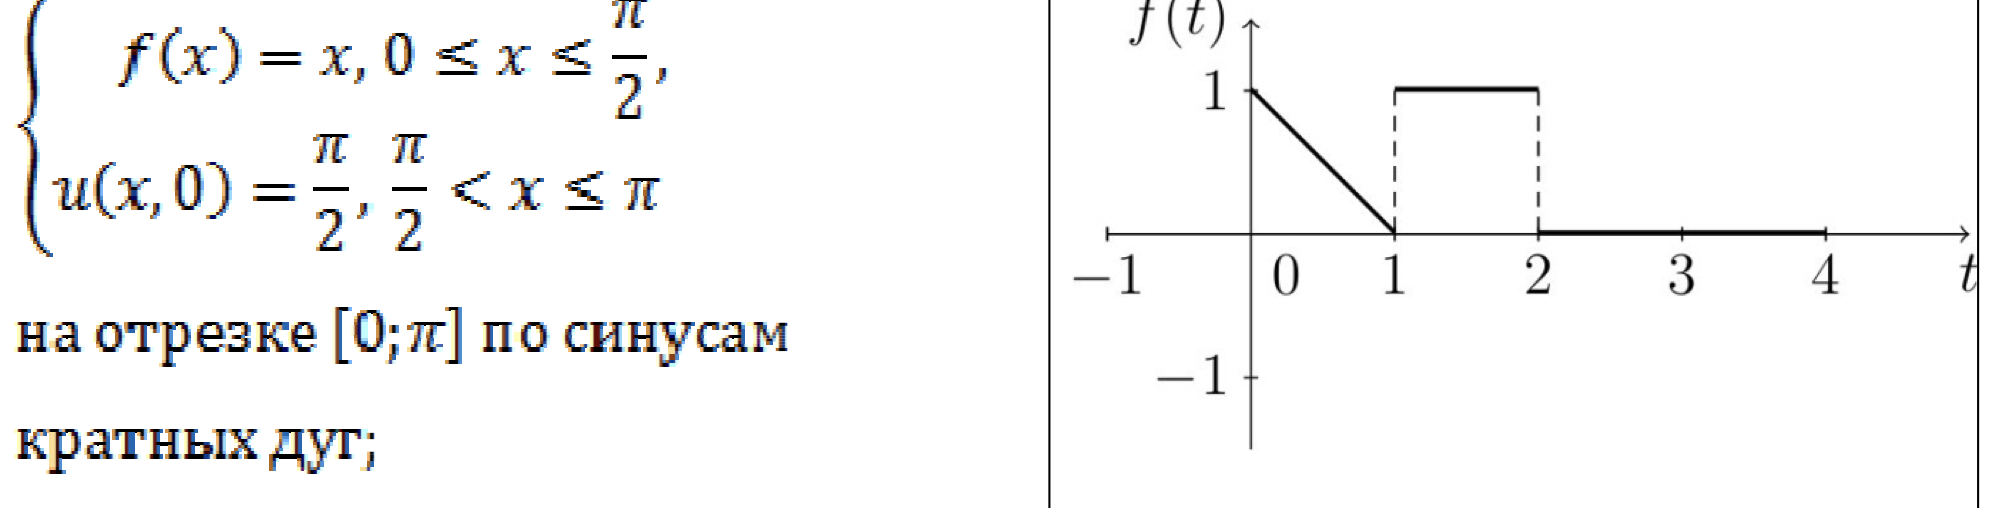 f(x) = x, 0 ≤ x ≤ π/2,
u(x, 0) = π/2, π/2 < x ≤ π
на отрезке [0;π] по синусам
кратных дуг;
f(t)
1
−1 0 1 2 3 4 t
−1